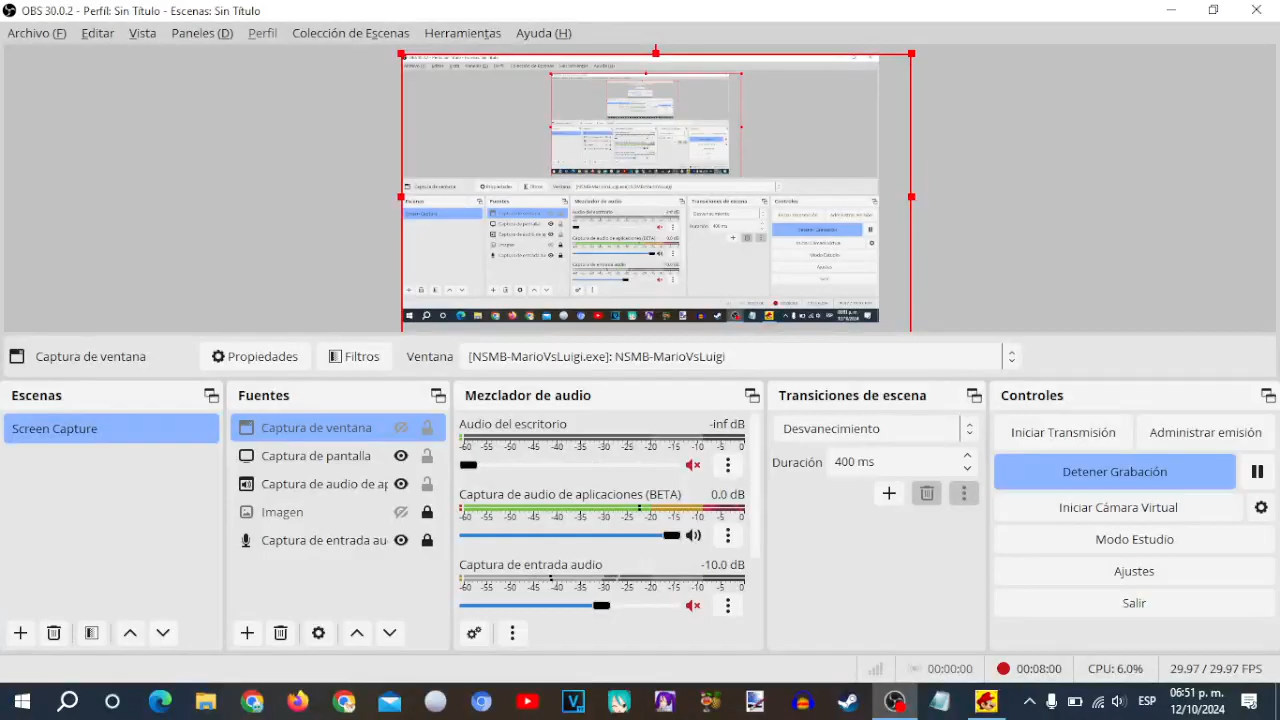 OBS 30.0.2 - Perfil: Sin Título - Escenas: Sin Título
Archivo (F) Editar Vista Paneles (D) Perfil Colección de Escenas Herramientas Ayuda (H)
Captura de ventana Propiedades Filtros Ventana [NSMB-MarioVsLuigi.exe]: NSMB-MarioVsLuigi
Escenas
Screen Capture
Fuentes
Captura de ventana
Captura de pantalla
Captura de audio de ap
Imagen
Captura de entrada au
Mezclador de audio
Audio del escritorio -inf dB
-60 -55 -50 -45 -40 -35 -30 -25 -20 -15 -10 -5 0
Captura de audio de aplicaciones (BETA) 0.0 dB
-60 -55 -50 -45 -40 -35 -30 -25 -20 -15 -10 -5 0
Captura de entrada audio -10.0 dB
-60 -55 -50 -45 -40 -35 -30 -25 -20 -15 -10 -5 0
Transiciones de escena
Desvanecimiento
Duración 400 ms
Controles
Iniciar Transmisión Administrar emisión
Detener Grabación
Iniciar Cámara Virtual
Modo Estudio
Ajustes
Salir
00:00:00 00:08:00 CPU: 6.0% 29.97 / 29.97 FPS
ESP 06:51 p. m.
12/10/2024